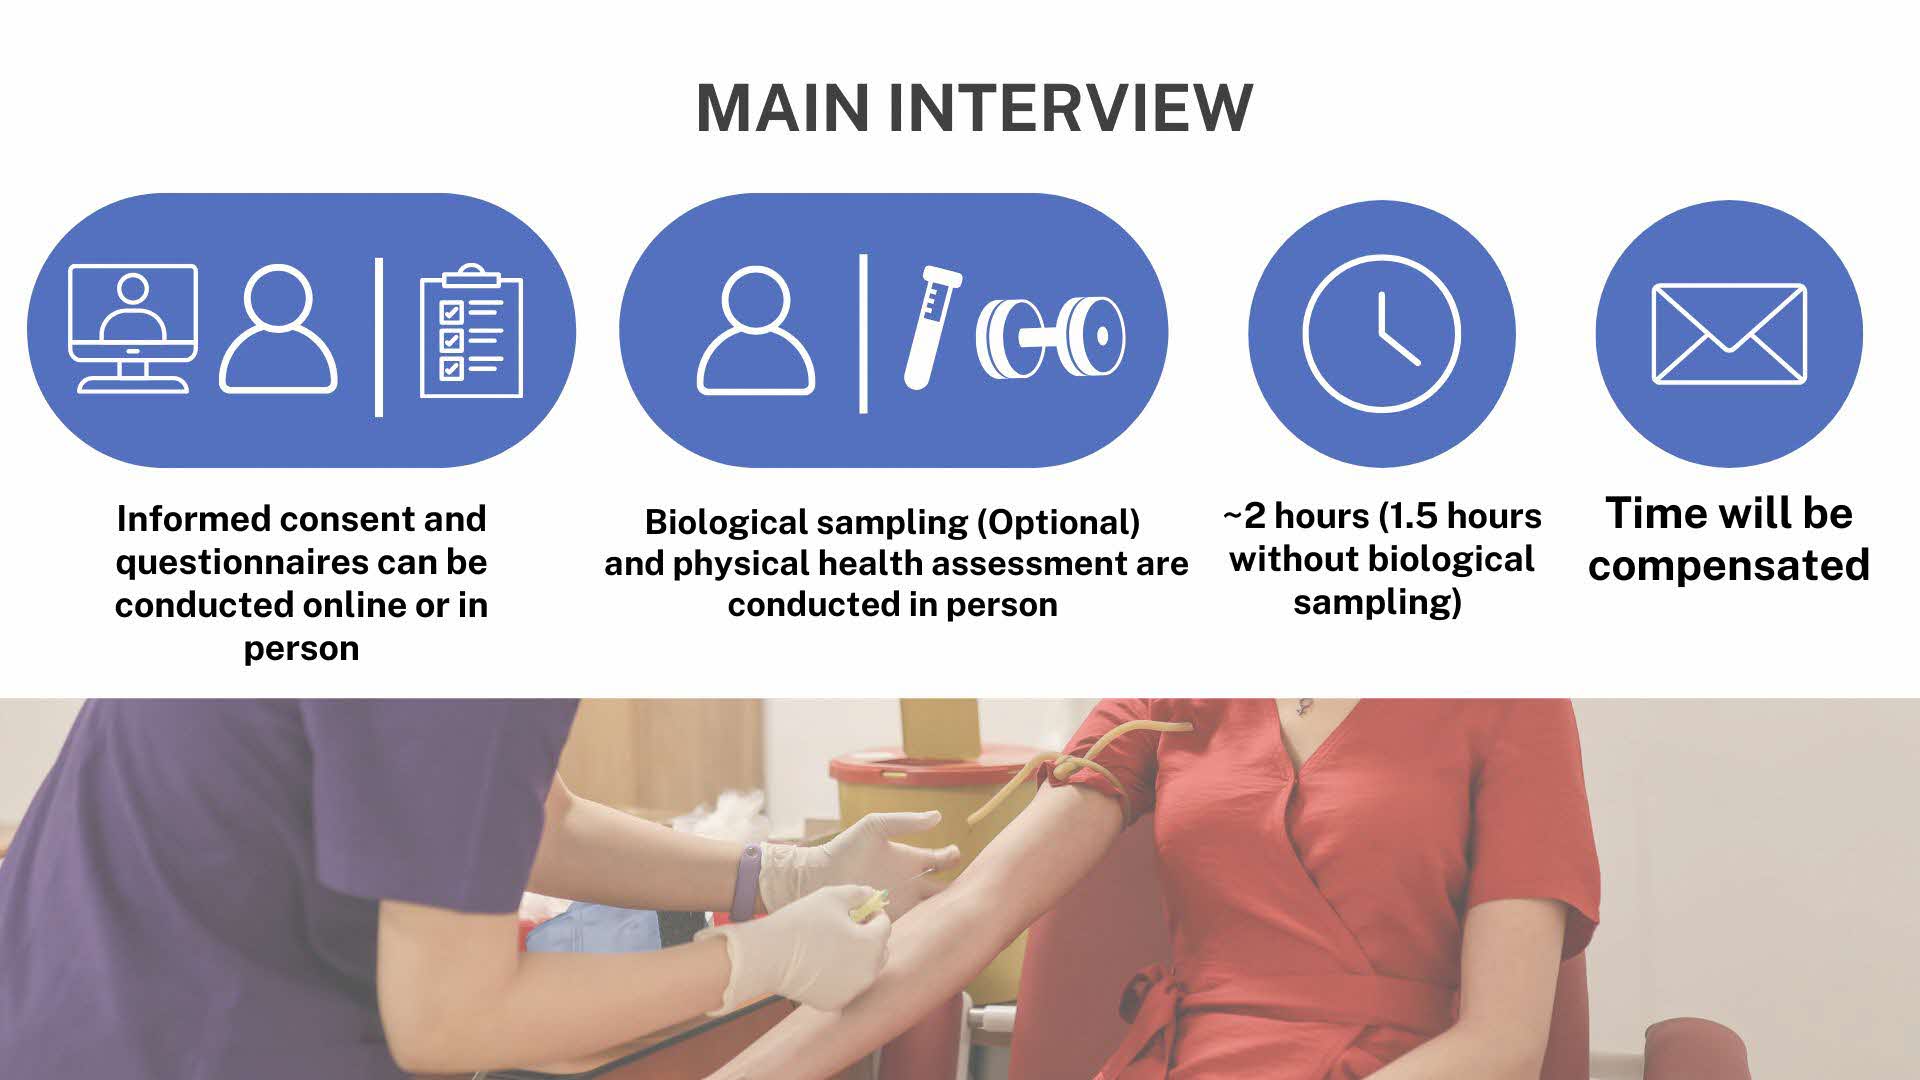 MAIN INTERVIEW
Informed consent and
questionnaires can be
conducted online or in
person
Biological sampling (Optional)
and physical health assessment are
conducted in person
~2 hours (1.5 hours
without biological
sampling)
Time will be
compensated